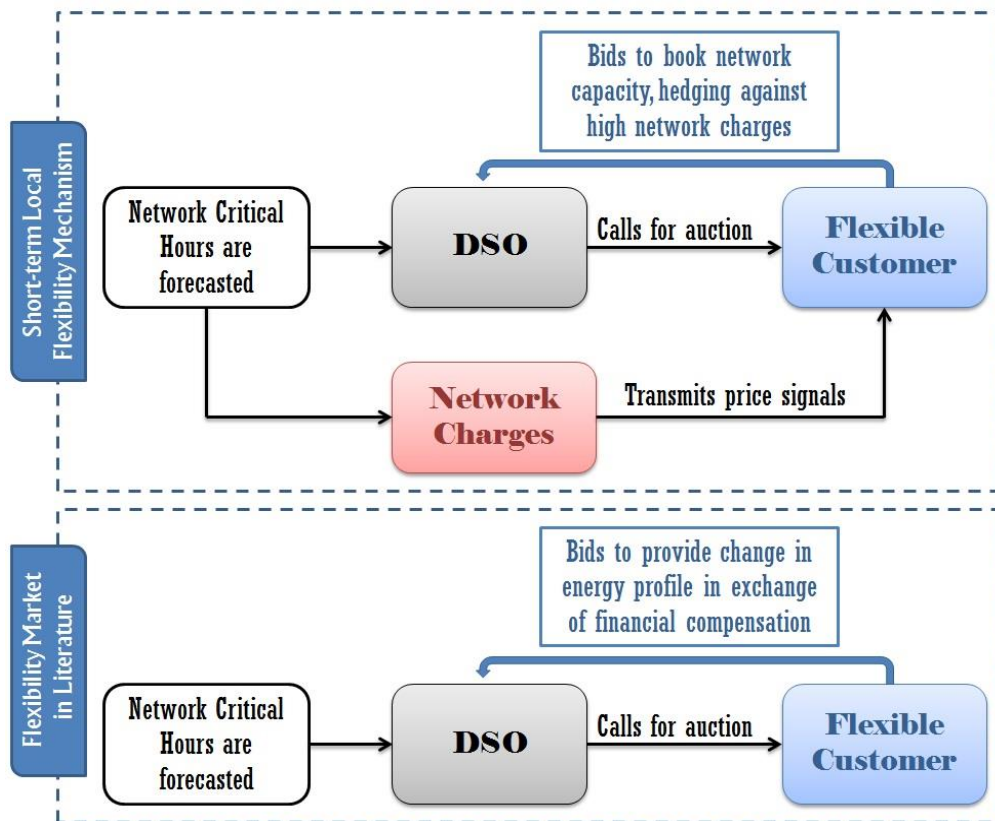 Short-term Local
Flexibility Mechanism
Bids to book network
capacity, hedging against
high network charges
Network Critical
Hours are
forecasted
DSO
Calls for auction
Flexible
Customer
Network
Charges
Transmits price signals
Flexibility Market
in Literature
Bids to provide change in
energy profile in exchange
of financial compensation
Network Critical
Hours are
forecasted
DSO
Calls for auction
Flexible
Customer